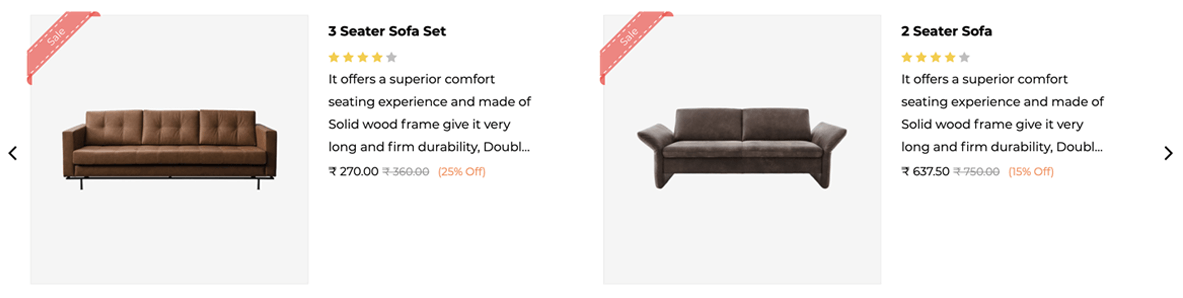 Sale
3 Seater Sofa Set
It offers a superior comfort
seating experience and made of
Solid wood frame give it very
long and firm durability, Doubl...
₹ 270.00 ₹ 360.00 (25% Off)
Sale
2 Seater Sofa
It offers a superior comfort
seating experience and made of
Solid wood frame give it very
long and firm durability, Doubl...
₹ 637.50 ₹ 750.00 (15% Off)